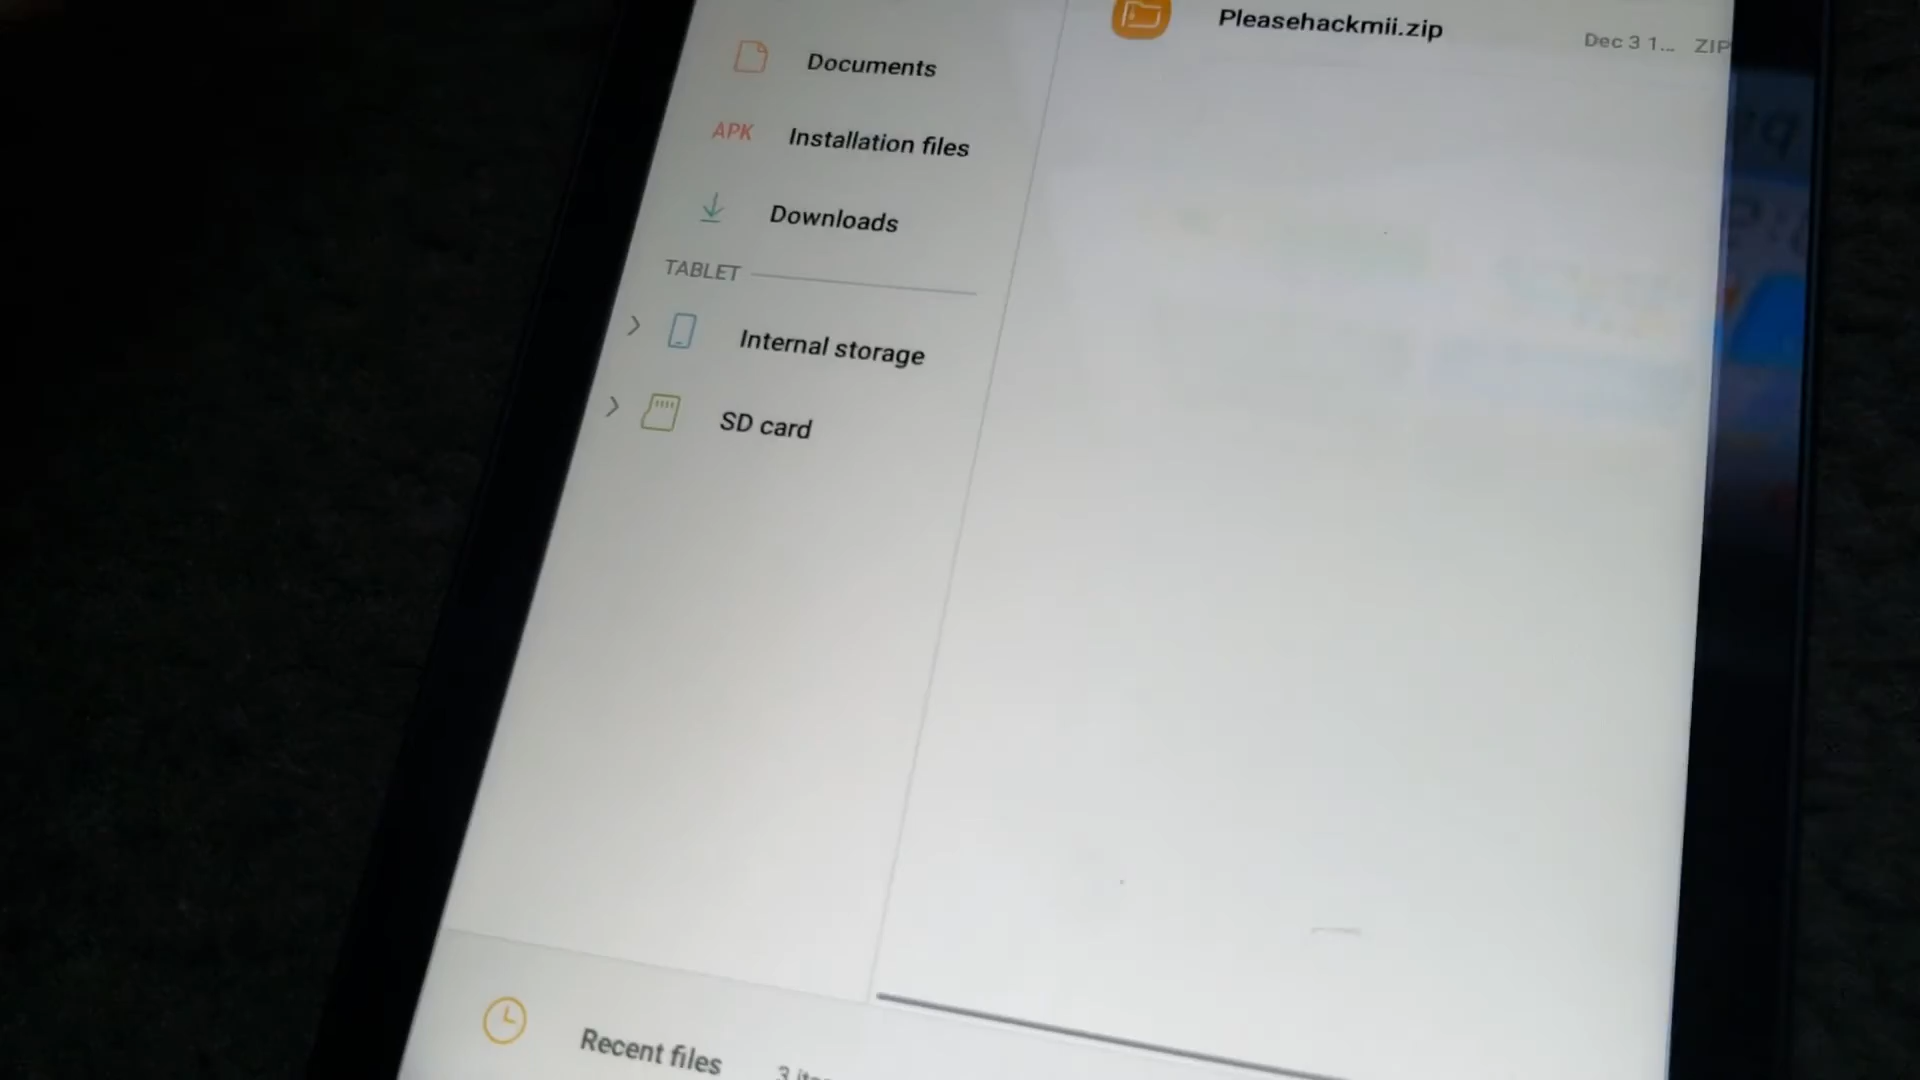 Pleasehackmii.zip
Dec 3 1... ZIP
Documents
APK Installation files
Downloads
TABLET
Internal storage
SD card
Recent files